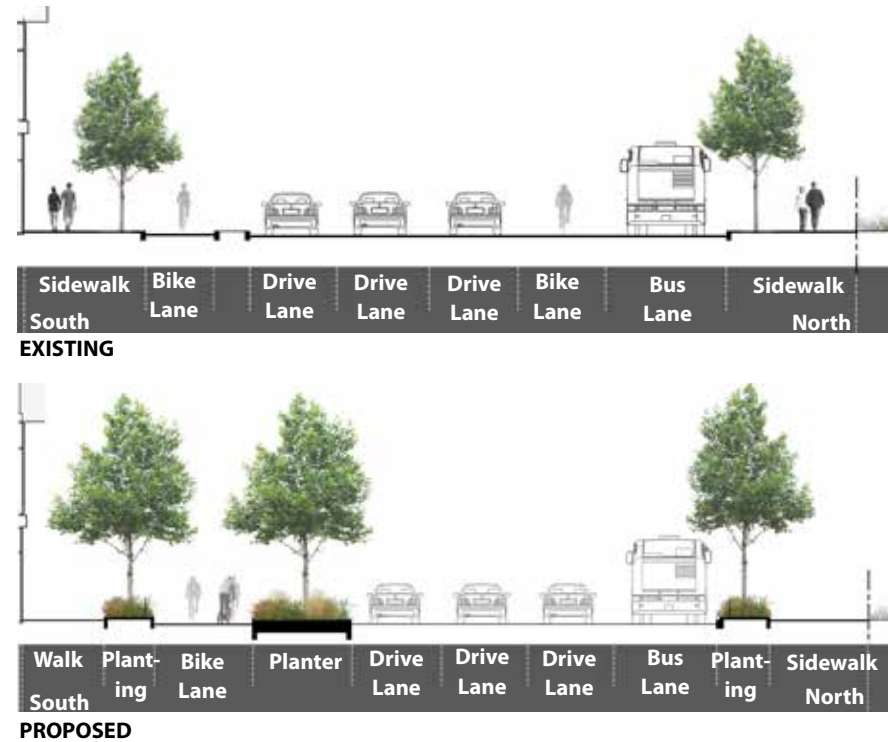 Sidewalk Bike Drive Drive Drive Bike Bus Sidewalk
South Lane Lane Lane Lane Lane Lane North
EXISTING
Walk Plant- Bike Planter Drive Drive Drive Bus Plant- Sidewalk
South ing Lane Lane Lane Lane Lane ing North
PROPOSED